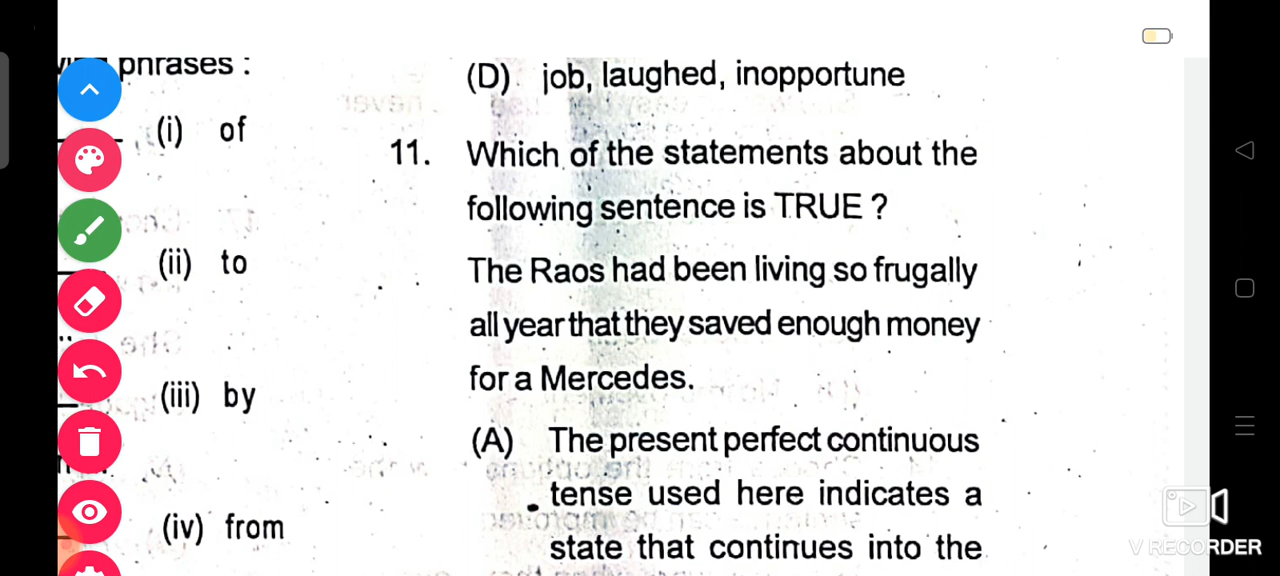 phrases :
(i) of
(ii) to
(iii) by
(iv) from
(D) job, laughed, inopportune
11. Which of the statements about the
following sentence is TRUE ?
The Raos had been living so frugally
all year that they saved enough money
for a Mercedes.
(A) The present perfect continuous
tense used here indicates a
state that continues into the
V RECORDER